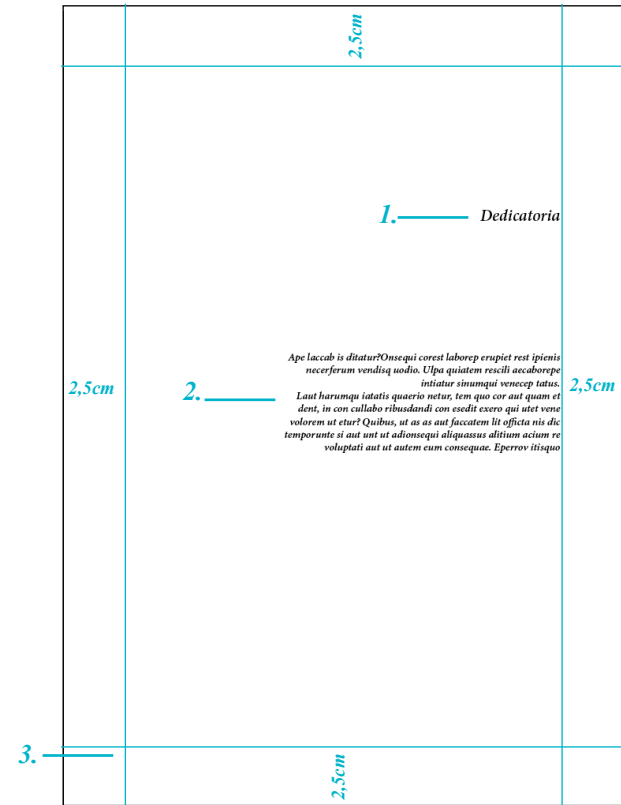 2,5cm
1.
Dedicatoria
Ape laccab is ditatur?Onsequi corest laborep erupiet rest ipienis
necerferum vendisq uodio. Ulpa quiatem rescili aecaborepe
intiatur sinumqui venecep tatus.
2,5cm
2.
2,5cm
Laut harumqu iatatis quaerio netur, tem quo cor aut quam et
dent, in con cullabo ribusdandi con esedit exero qui utet vene
volorem ut etur? Quibus, ut as as aut faccatem lit officta nis dic
temporunte si aut unt ut adionsequi aliquassus alitium acium re
voluptati aut ut autem eum consequae. Eperrov itisquo
3.
2,5cm